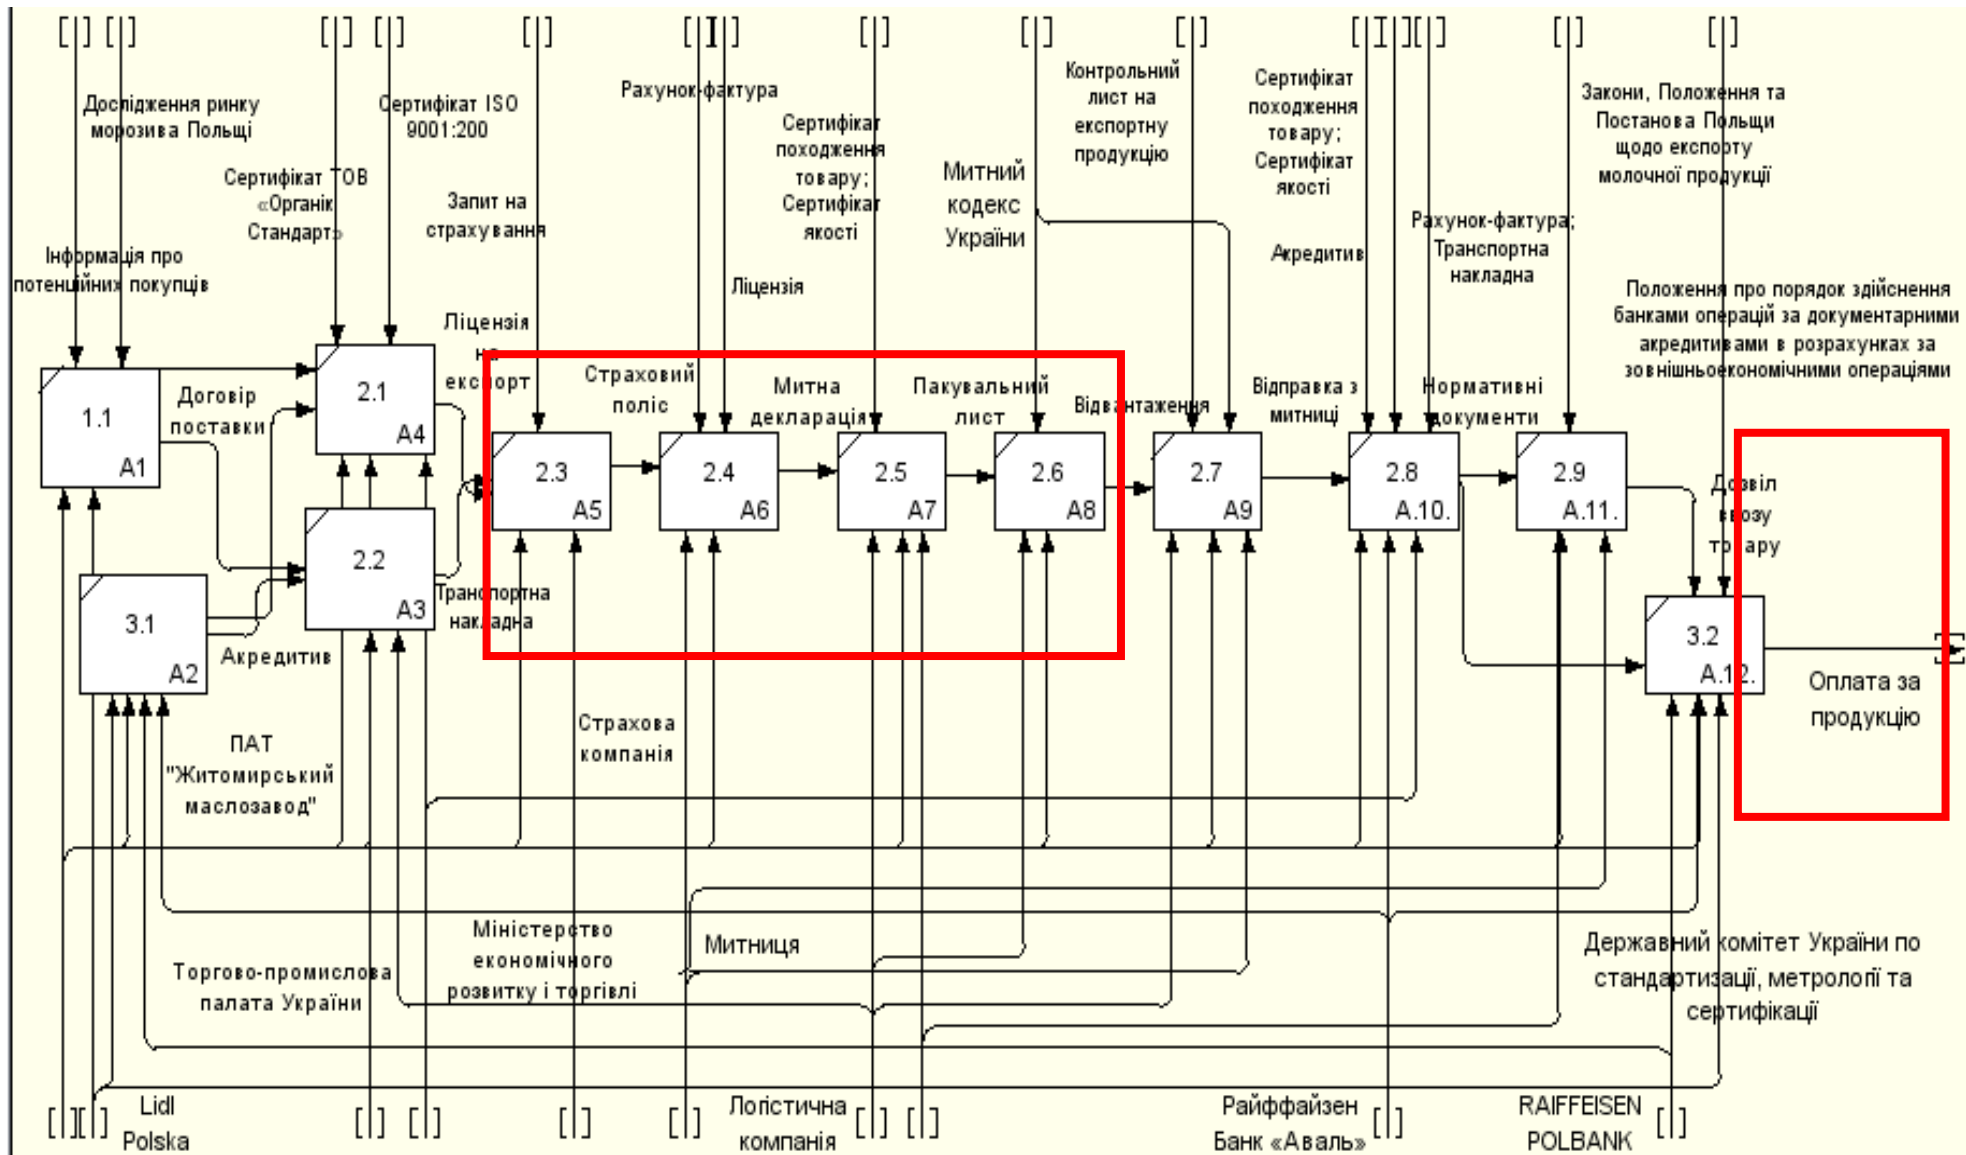 Дослідження ринку
морозива Польщі
Сертифікат ISO
9001:200
Рахунок-фактура
Контрольний
лист на
експортну
продукцію
Сертифікат
походження
товару;
Сертифікат
якості
Закони, Положення та
Постанова Польщи
щодо експорту
молочної продукції
Сертифікат
походження
товару;
Сертифікат
якості
Митний
кодекс
України
Сертифікат ТОВ
«Органік
Стандарт»
Запит на
страхування
Рахунок-фактура;
Транспортна
накладна
Інформація про
потенційних покупців
Акредитив
Ліцензія
Положення про порядок здійснення
банками операцій за документарними
акредитивами в розрахунках за
зовнішньоекономічними операціями
Ліцензія
на
експорт
Страховий
поліс
Митна
декларація
Пакувальний
лист
Відвантаження
Відправка з
митниці
Нормативні
документи
Договір
поставки
1.1
A1
2.1
A4
2.3
A5
2.4
A6
2.5
A7
2.6
A8
2.7
A9
2.8
A.10.
2.9
A.11.
Дозвіл
ввозу
товару
2.2
A3
Транспортна
накладна
3.1
A2
Акредитив
3.2
A.12.
Оплата за
продукцію
ПАТ
"Житомирський
маслозавод"
Страхова
компанія
Торгово-промислова
палата України
Міністерство
економічного
розвитку і торгівлі
Митниця
Державний комітет України по
стандартизації, метрології та
сертифікації
Lidl
Polska
Логістична
компанія
Райффайзен
Банк «Аваль»
RAIFFEISEN
POLBANK